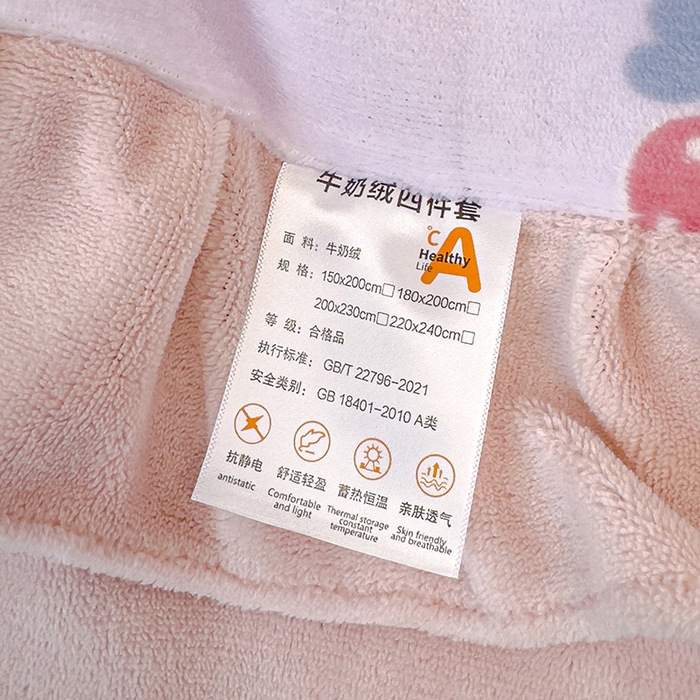 牛奶绒四件套
℃A
Healthy
Life
面 料：牛奶绒
规 格：150x200cm□ 180x200cm□
200x230cm□ 220x240cm□
等 级：合格品
执行标准：GB/T 22796-2021
安全类别：GB 18401-2010 A类
抗静电
antistatic
舒适轻盈
Comfortable
and light
蓄热恒温
Thermal storage
constant
temperature
亲肤透气
Skin friendly
and breathable